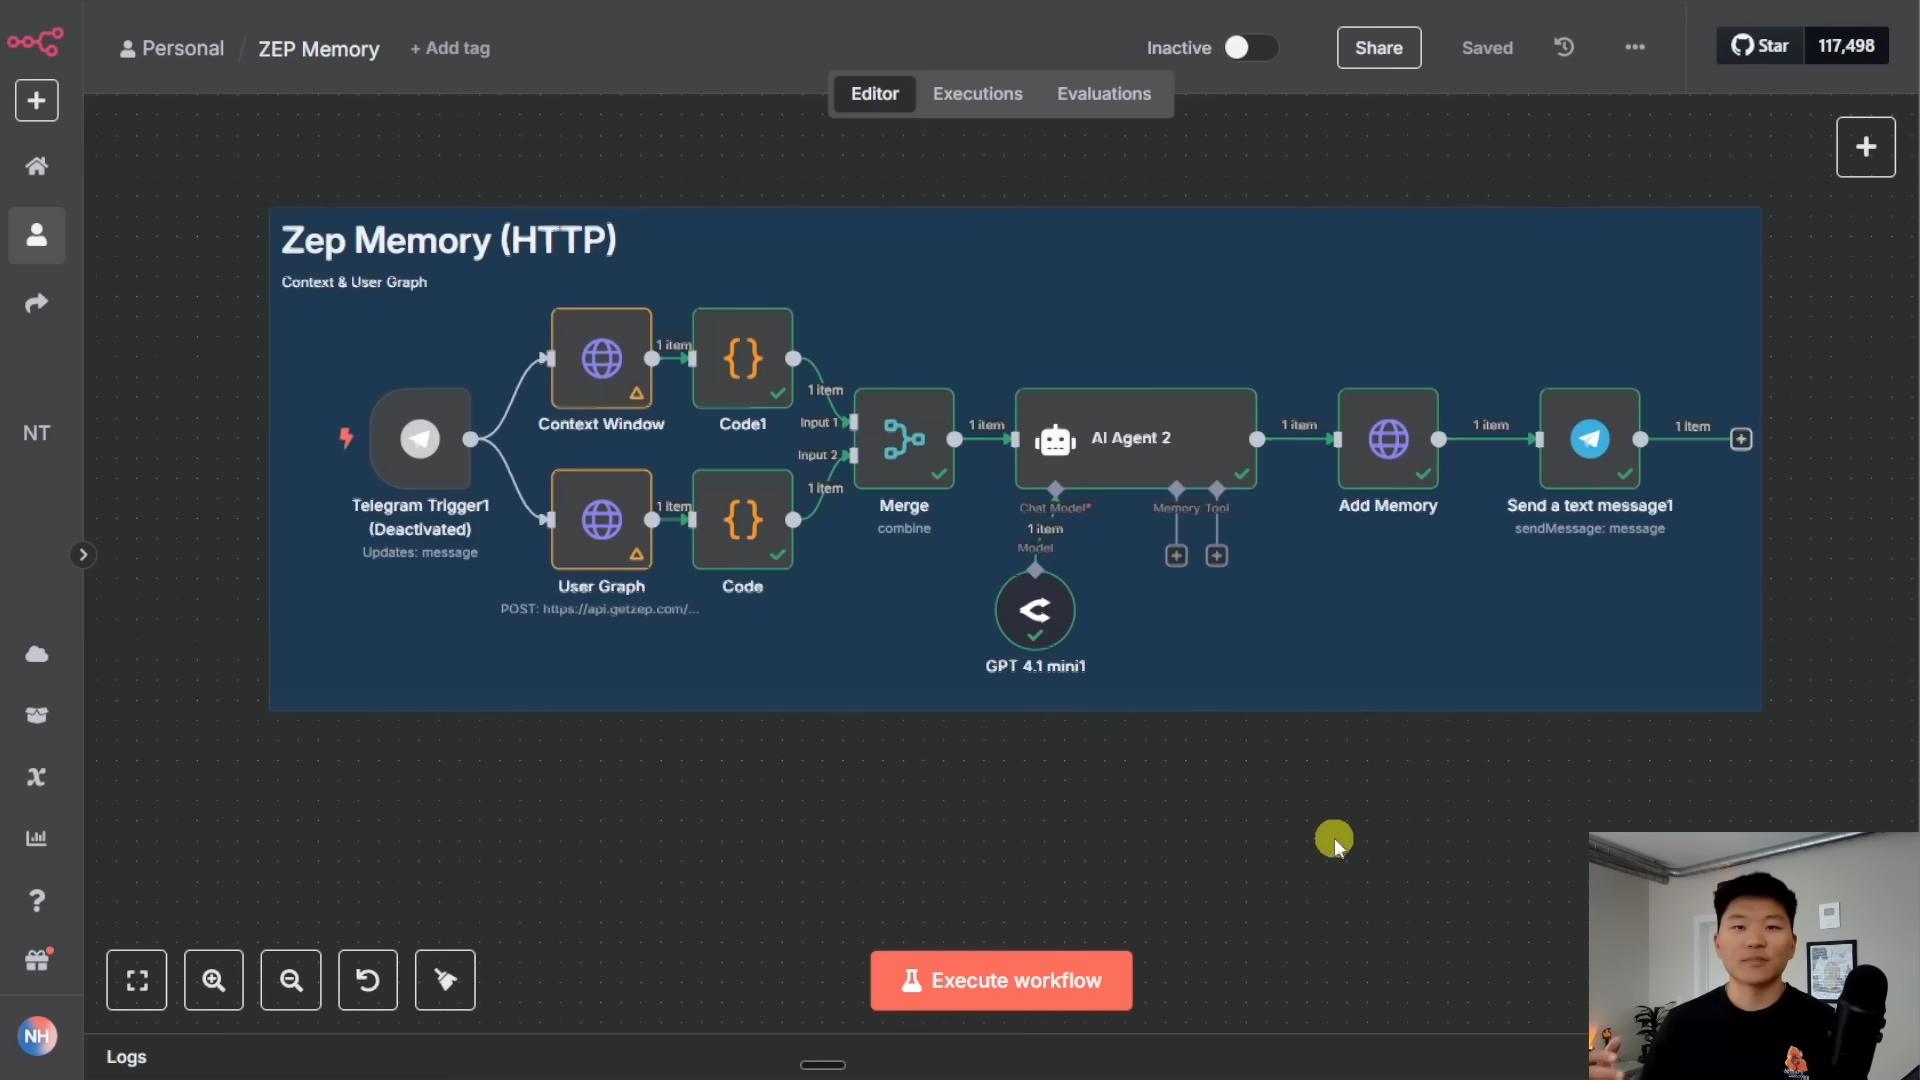 Personal / ZEP Memory + Add tag
Inactive
Share
Saved
Star 117,498
Editor Executions Evaluations
Zep Memory (HTTP)
Context & User Graph
1 item
Context Window
Code1
1 item
Input 1
Input 2
1 item
Telegram Trigger1
(Deactivated)
Updates: message
1 item
User Graph
POST: https://api.getzep.com/...
Code
1 item
Merge
combine
AI Agent 2
Chat Model*
Memory Tool
1 item
Model
GPT 4.1 mini1
1 item
Add Memory
1 item
Send a text message1
sendMessage: message
1 item
NT
NH
Execute workflow
Logs